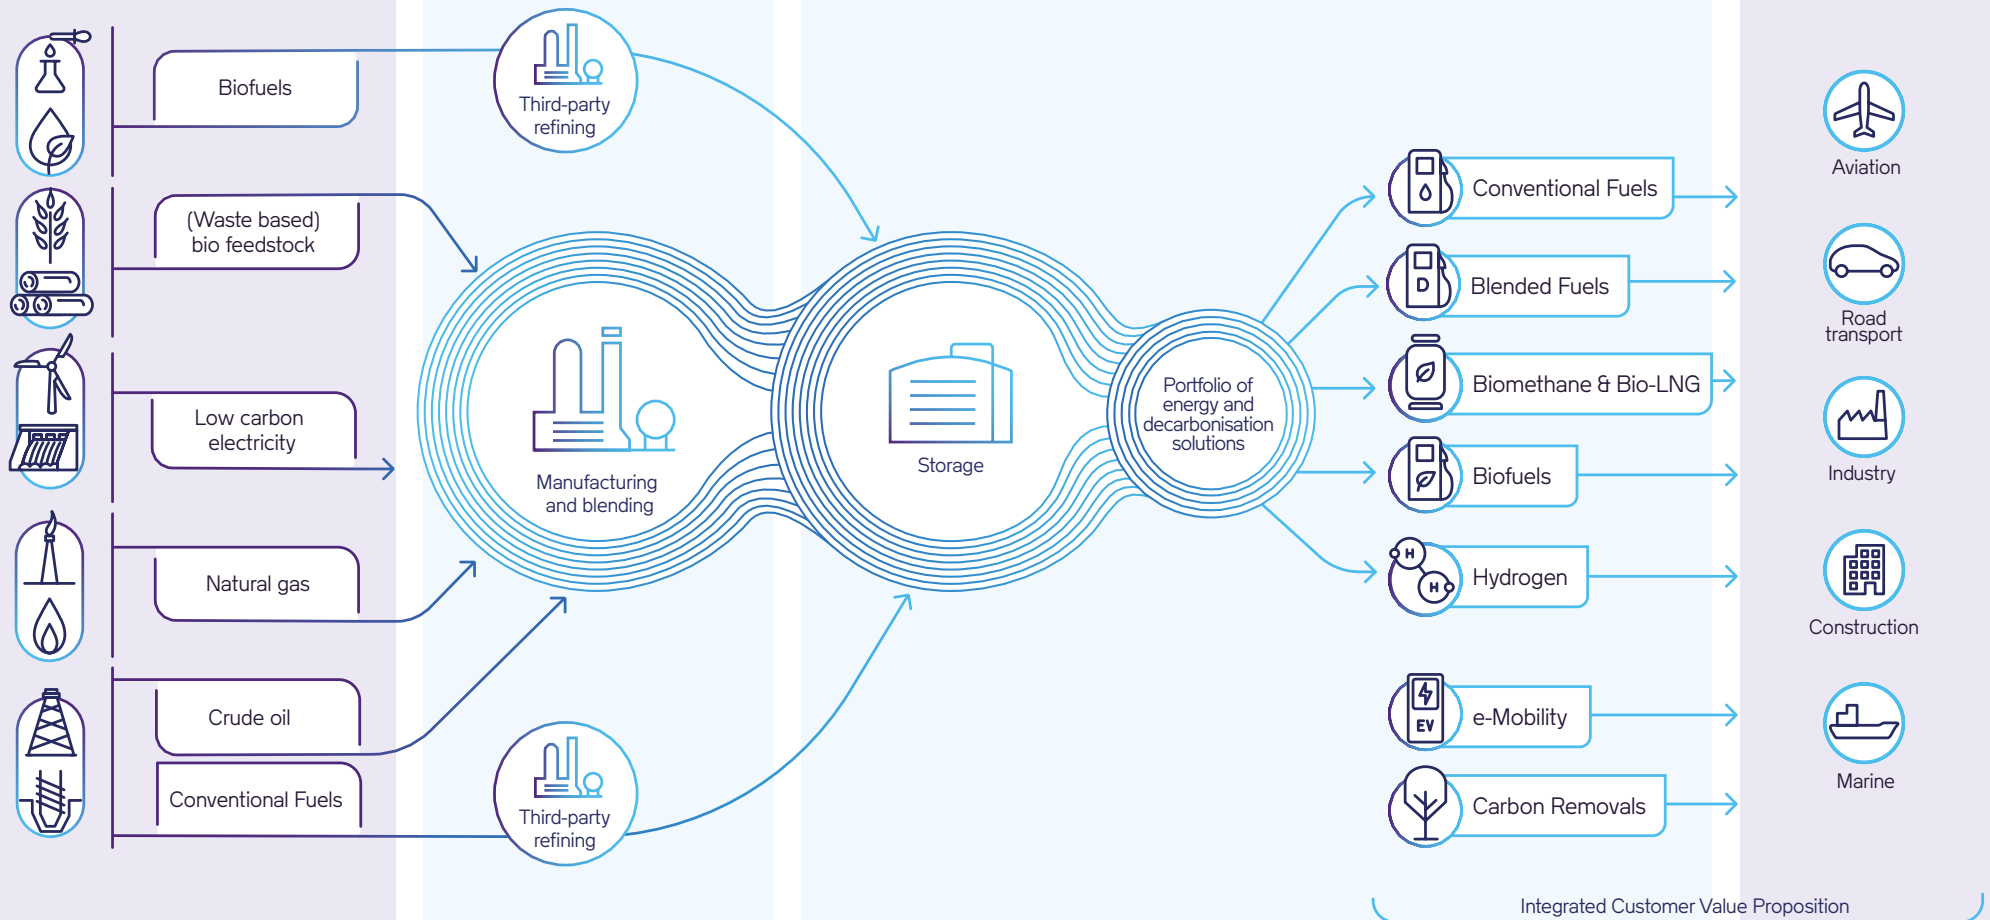 Biofuels
(Waste based)
bio feedstock
Low carbon
electricity
Natural gas
Crude oil
Conventional Fuels
Third-party
refining
Manufacturing
and blending
Third-party
refining
Storage
Portfolio of
energy and
decarbonisation
solutions
Conventional Fuels
D
Blended Fuels
Biomethane & Bio-LNG
Biofuels
H
H
Hydrogen
EV
e-Mobility
Carbon Removals
Aviation
Road
transport
Industry
Construction
Marine
Integrated Customer Value Proposition